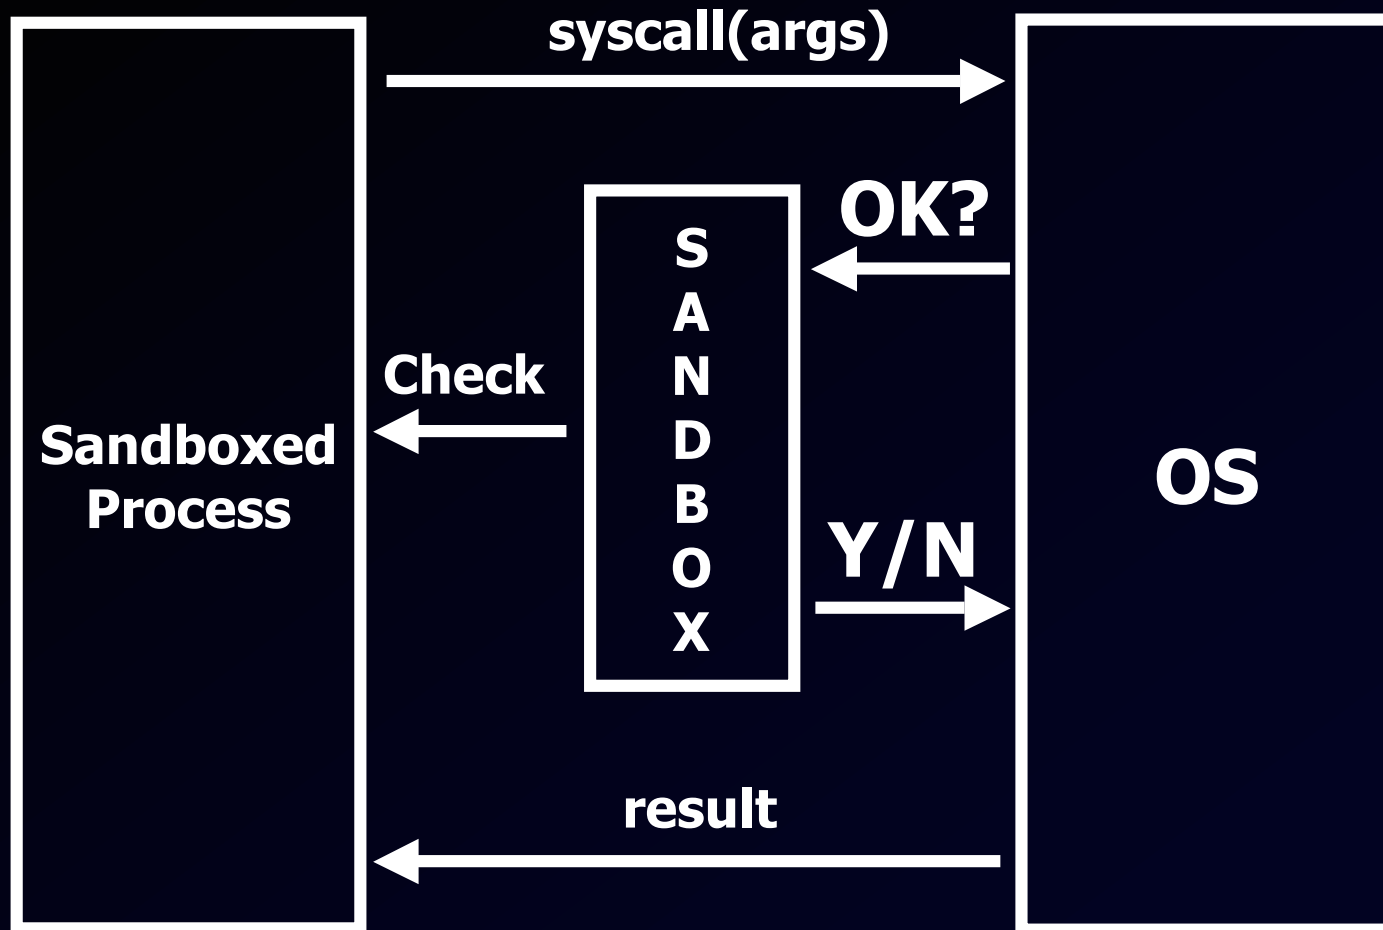 syscall(args)
OK?
S
A
N
D
B
O
X
Check
Sandboxed
Process
OS
Y/N
result